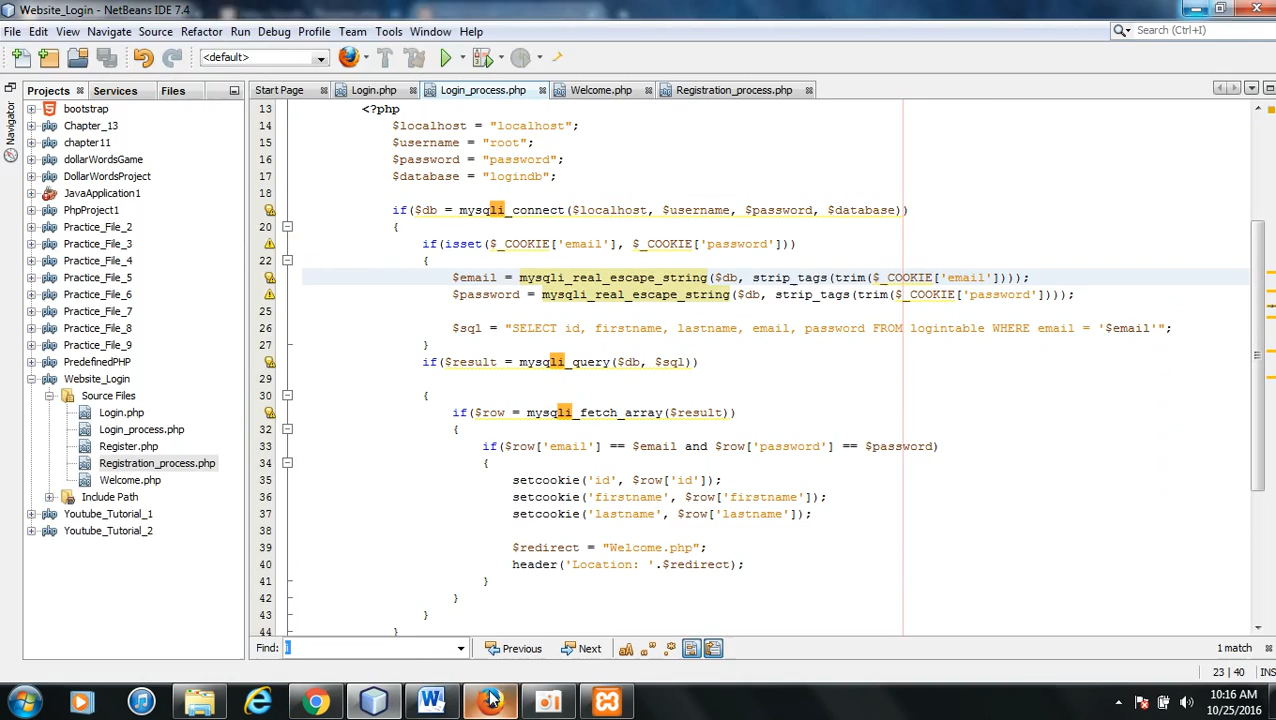 Website_Login - NetBeans IDE 7.4
File Edit View Navigate Source Refactor Run Debug Profile Team Tools Window Help
Search (Ctrl+I)
<default>
Projects Services Files
Start Page Login.php Login_process.php Welcome.php Registration_process.php
Navigator
bootstrap
Chapter_13
chapter11
dollarWordsGame
DollarWordsProject
JavaApplication1
PhpProject1
Practice_File_2
Practice_File_3
Practice_File_4
Practice_File_5
Practice_File_6
Practice_File_7
Practice_File_8
Practice_File_9
PredefinedPHP
Website_Login
Source Files
Login.php
Login_process.php
Register.php
Registration_process.php
Welcome.php
Include Path
Youtube_Tutorial_1
Youtube_Tutorial_2
13 <?php
14 $localhost = "localhost";
15 $username = "root";
16 $password = "password";
17 $database = "logindb";
18
if($db = mysqli_connect($localhost, $username, $password, $database))
20 {
if(isset($_COOKIE['email'], $_COOKIE['password']))
22 {
$email = mysqli_real_escape_string($db, strip_tags(trim($_COOKIE['email'])));
$password = mysqli_real_escape_string($db, strip_tags(trim($_COOKIE['password'])));
25
26 $sql = "SELECT id, firstname, lastname, email, password FROM logintable WHERE email = '$email'";
27 }
if($result = mysqli_query($db, $sql))
29
30 {
if($row = mysqli_fetch_array($result))
32 {
33 if($row['email'] == $email and $row['password'] == $password)
34 {
35 setcookie('id', $row['id']);
36 setcookie('firstname', $row['firstname']);
37 setcookie('lastname', $row['lastname']);
38
39 $redirect = "Welcome.php";
40 header('Location: '.$redirect);
41 }
42 }
43 }
44 }
Find: Previous Next 1 match
23 | 40 INS
10:16 AM
10/25/2016